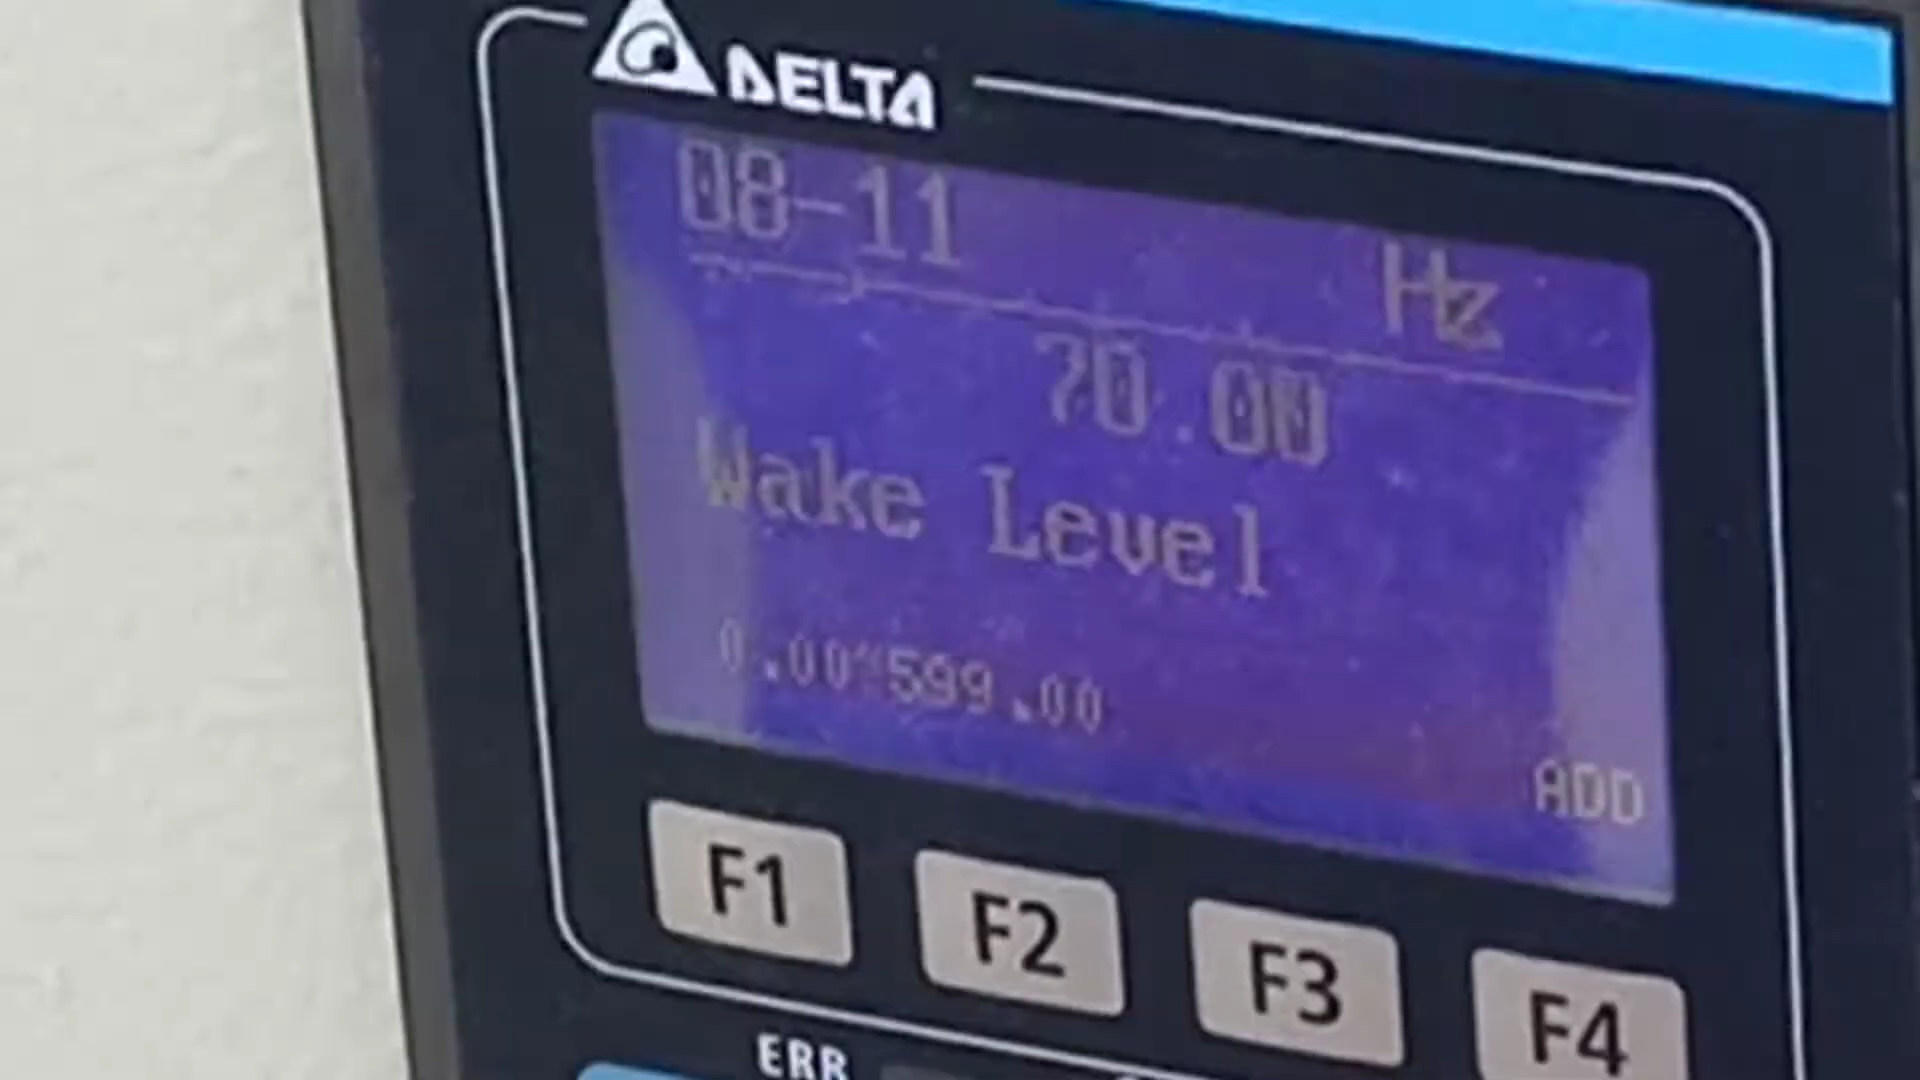 DELTA
08-11
Hz
70.00
Wake Level
0.00~599.00
ADD
F1 F2 F3 F4
ERR